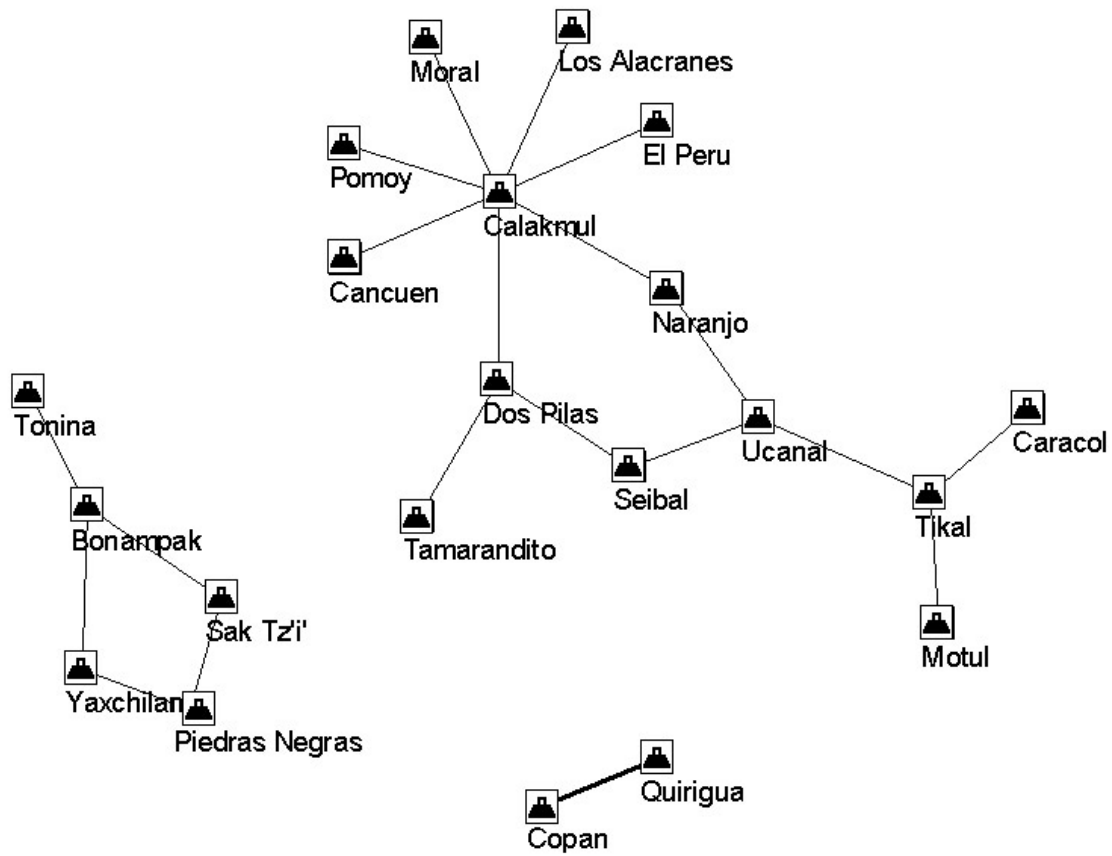 Los Alacranes
Moral
El Peru
Pomoy
Calakmul
Cancuen
Naranjo
Dos Pilas
Tonina
Caracol
Ucanal
Seibal
Tikal
Bonampak
Tamarandito
Sak Tz'i'
Motul
Yaxchilan
Piedras Negras
Quirigua
Copan